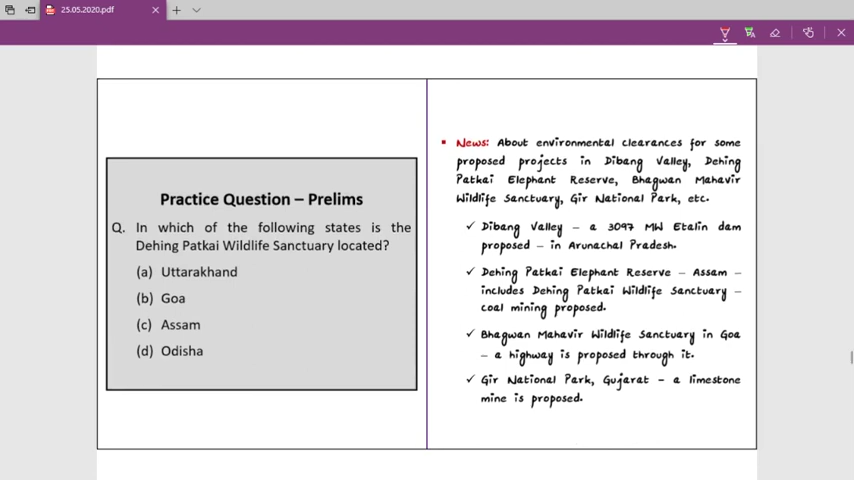 25.05.2020.pdf
Practice Question – Prelims
Q. In which of the following states is the
Dehing Patkai Wildlife Sanctuary located?
(a) Uttarakhand
(b) Goa
(c) Assam
(d) Odisha
▪ News: About environmental clearances for some
proposed projects in Dibang Valley, Dehing
Patkai Elephant Reserve, Bhagwan Mahavir
Wildlife Sanctuary, Gir National Park, etc.
✓ Dibang Valley – a 3097 MW Etalin dam
proposed – in Arunachal Pradesh.
✓ Dehing Patkai Elephant Reserve – Assam –
includes Dehing Patkai Wildlife Sanctuary –
coal mining proposed.
✓ Bhagwan Mahavir Wildlife Sanctuary in Goa
– a highway is proposed through it.
✓ Gir National Park, Gujarat – a limestone
mine is proposed.